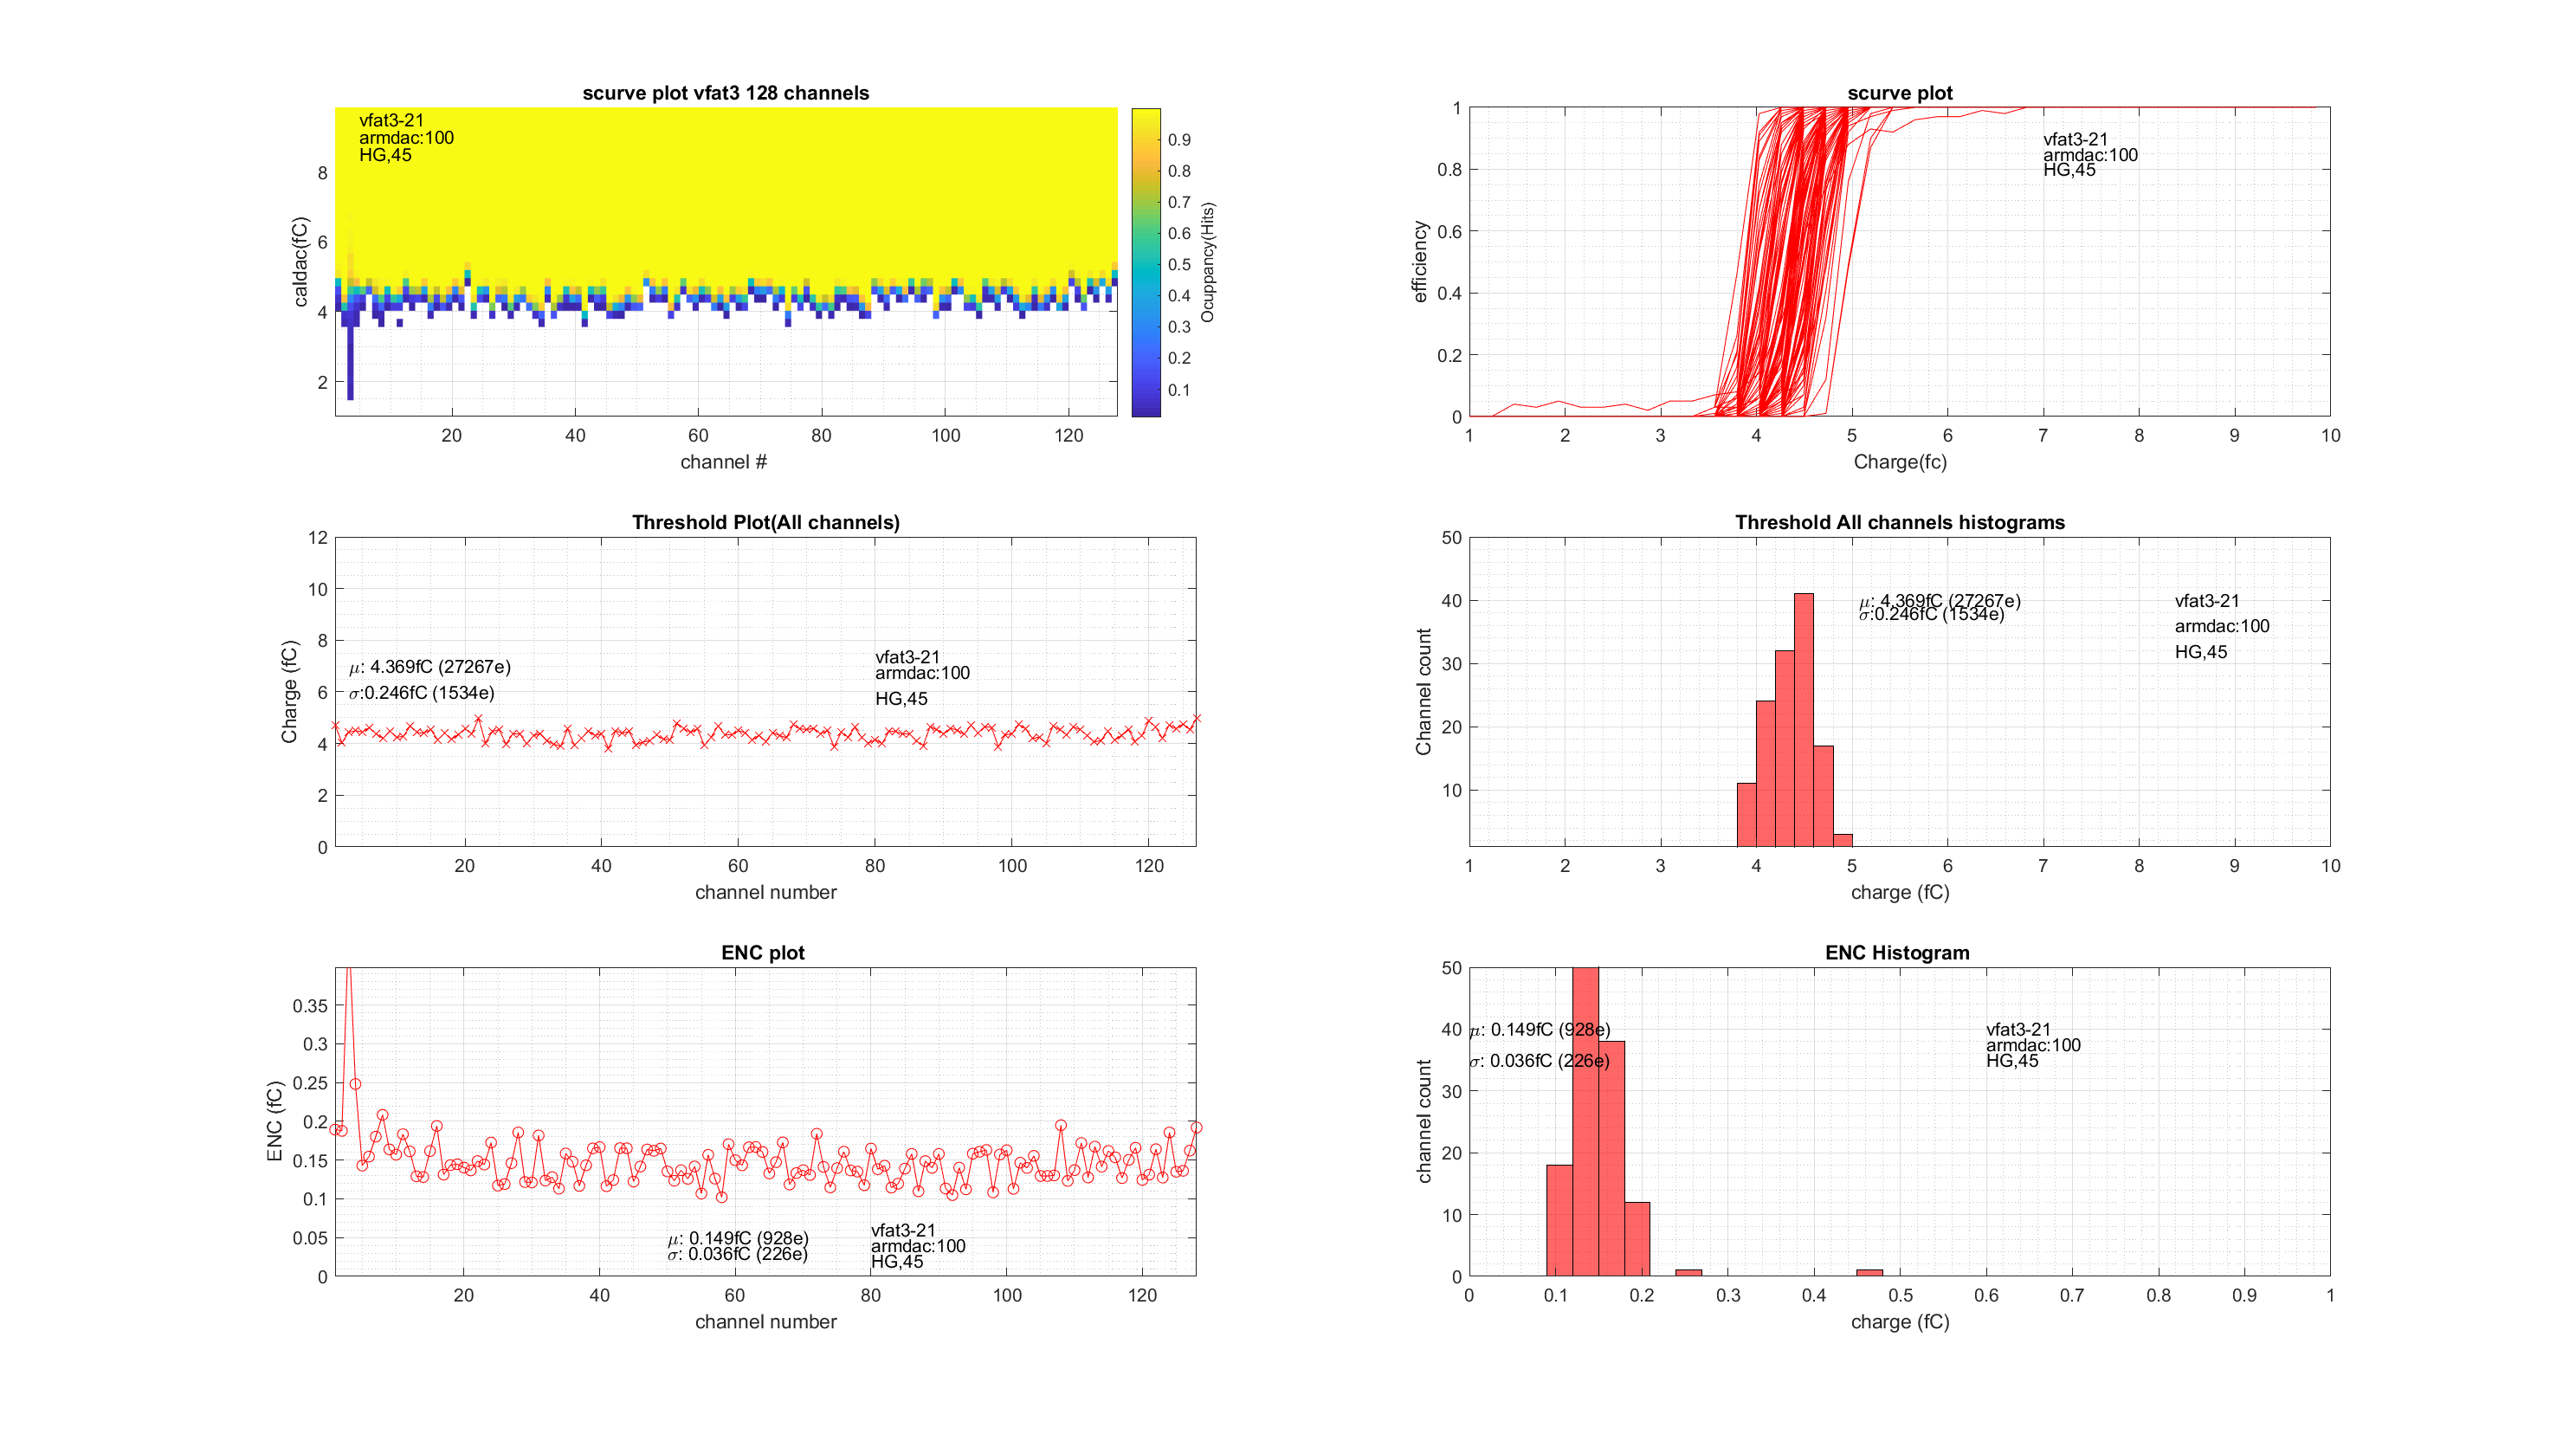 scurve plot vfat3 128 channels
vfat3-21
armdac:100
HG,45
caldac(fC)
8
6
4
2
20 40 60 80 100 120
channel #
0.9
0.8
0.7
0.6
0.5
0.4
0.3
0.2
0.1
Ocuppancy(Hits)
scurve plot
vfat3-21
armdac:100
HG,45
efficiency
1
0.8
0.6
0.4
0.2
0
1 2 3 4 5 6 7 8 9 10
Charge(fc)
Threshold Plot(All channels)
Charge (fC)
12
10
8
6
4
2
0
μ: 4.369fC (27267e)
σ:0.246fC (1534e)
vfat3-21
armdac:100
HG,45
20 40 60 80 100 120
channel number
Threshold All channels histograms
Channel count
50
40
30
20
10
μ: 4.369fC (27267e)
σ:0.246fC (1534e)
vfat3-21
armdac:100
HG,45
1 2 3 4 5 6 7 8 9 10
charge (fC)
ENC plot
ENC (fC)
0.35
0.3
0.25
0.2
0.15
0.1
0.05
0
μ: 0.149fC (928e)
σ: 0.036fC (226e)
vfat3-21
armdac:100
HG,45
20 40 60 80 100 120
channel number
ENC Histogram
channel count
50
40
30
20
10
0
μ: 0.149fC (928e)
σ: 0.036fC (226e)
vfat3-21
armdac:100
HG,45
0 0.1 0.2 0.3 0.4 0.5 0.6 0.7 0.8 0.9 1
charge (fC)